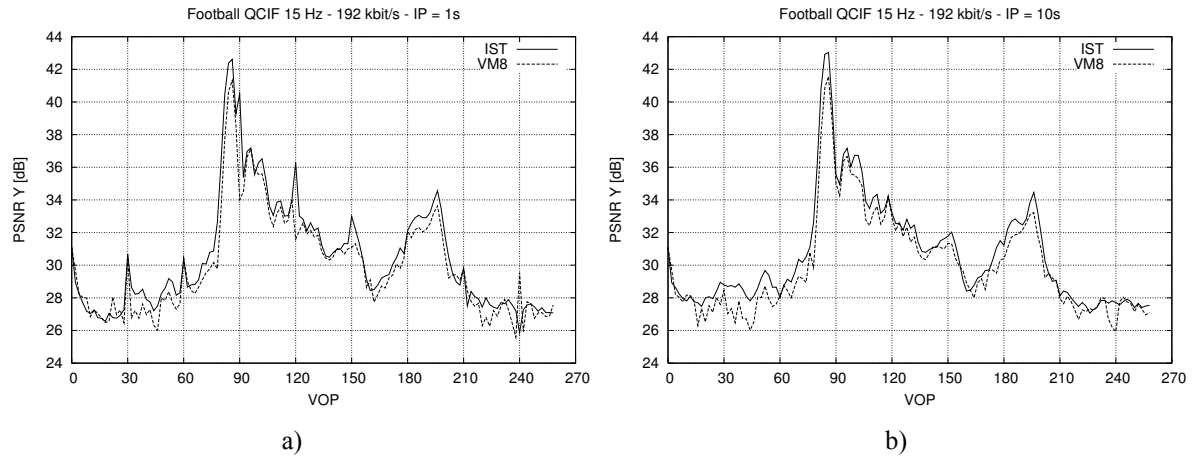 Football QCIF 15 Hz - 192 kbit/s - IP = 1s
44
42
40
38
36
34
32
30
28
26
24
PSNR Y [dB]
IST
VM8
0 30 60 90 120 150 180 210 240 270
VOP
a)
Football QCIF 15 Hz - 192 kbit/s - IP = 10s
44
42
40
38
36
34
32
30
28
26
24
PSNR Y [dB]
IST
VM8
0 30 60 90 120 150 180 210 240 270
VOP
b)